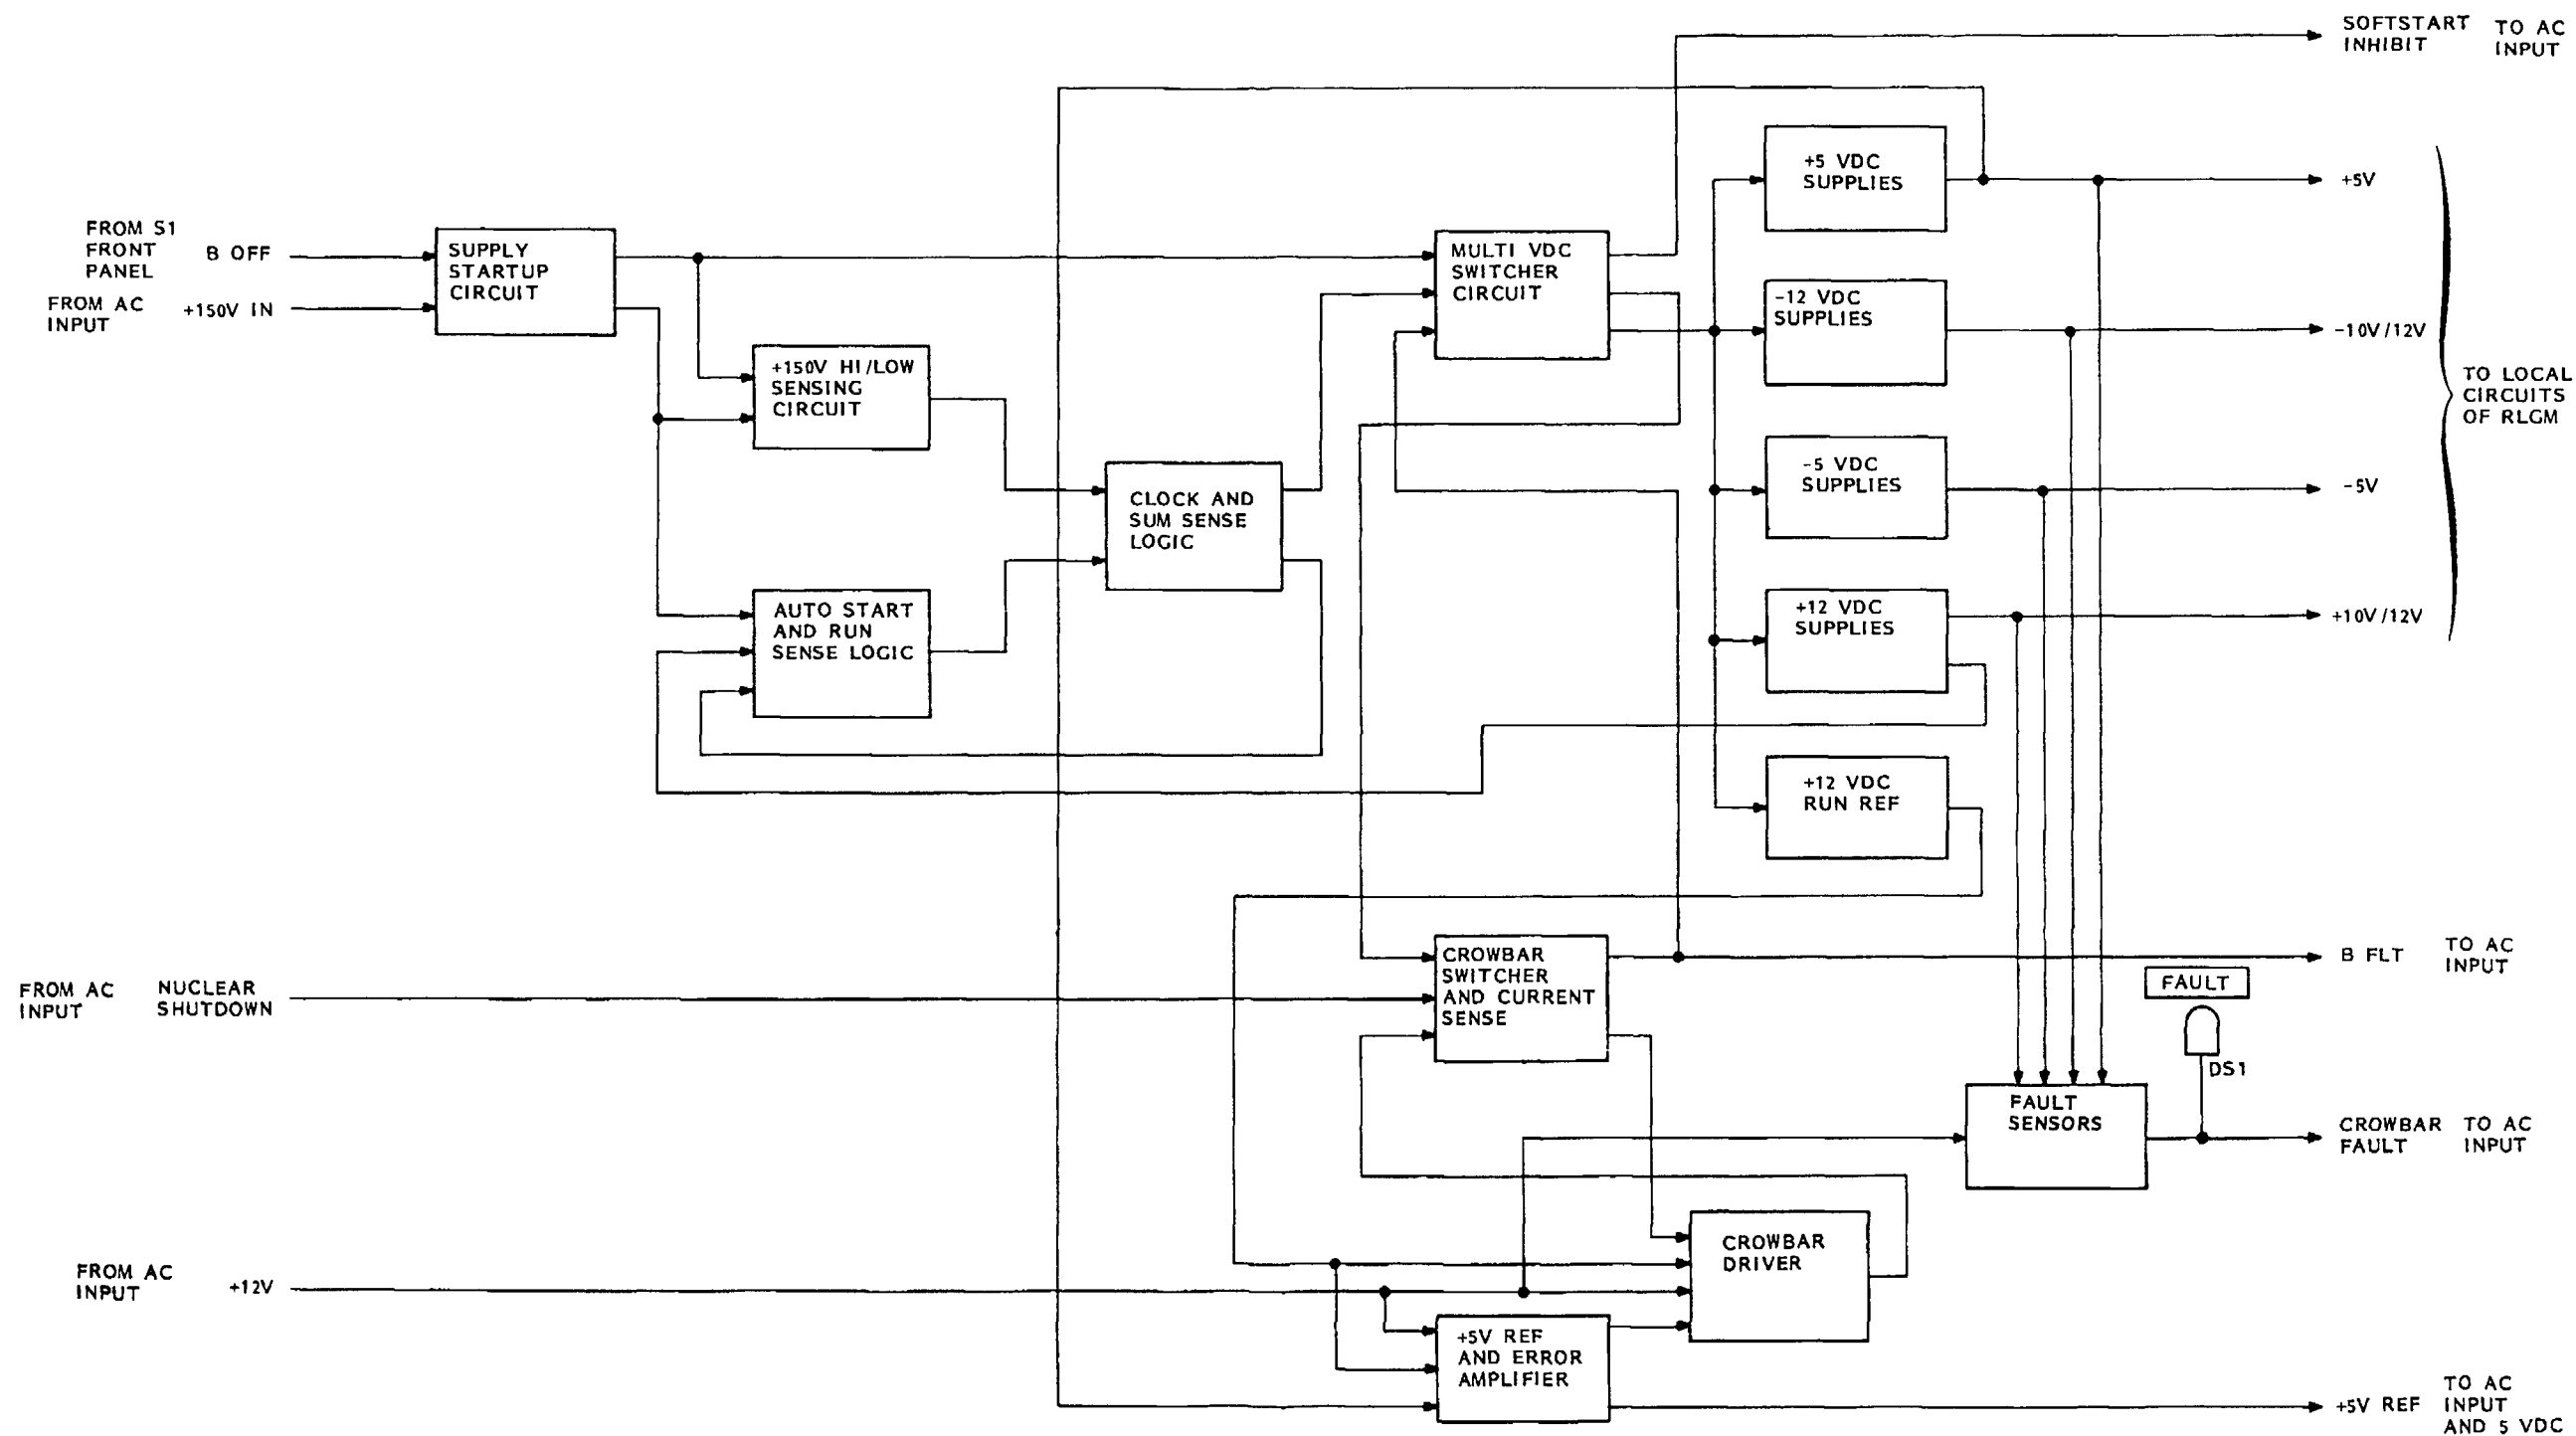 SOFTSTART
INHIBIT
TO AC
INPUT
+5 VDC
SUPPLIES
+5V
FROM S1
FRONT
PANEL
B OFF
SUPPLY
STARTUP
CIRCUIT
MULTI VDC
SWITCHER
CIRCUIT
FROM AC
INPUT
+150V IN
-12 VDC
SUPPLIES
-10V/12V
+150V HI/LOW
SENSING
CIRCUIT
TO LOCAL
CIRCUITS
OF RLGM
CLOCK AND
SUM SENSE
LOGIC
-5 VDC
SUPPLIES
-5V
AUTO START
AND RUN
SENSE LOGIC
+12 VDC
SUPPLIES
+10V/12V
+12 VDC
RUN REF
FROM AC
INPUT
NUCLEAR
SHUTDOWN
CROWBAR
SWITCHER
AND CURRENT
SENSE
B FLT
TO AC
INPUT
FAULT
DS1
FAULT
SENSORS
CROWBAR
FAULT
TO AC
INPUT
FROM AC
INPUT
+12V
CROWBAR
DRIVER
+5V REF
AND ERROR
AMPLIFIER
+5V REF
TO AC
INPUT
AND 5 VDC